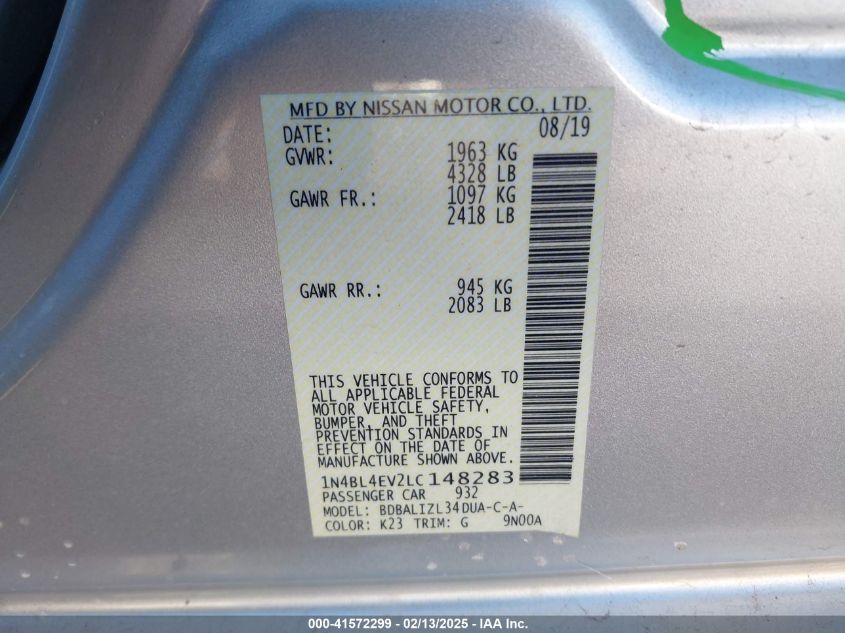 MFD BY NISSAN MOTOR CO., LTD.
DATE: 08/19
GVWR: 1963 KG
4328 LB
GAWR FR.: 1097 KG
2418 LB
GAWR RR.: 945 KG
2083 LB
THIS VEHICLE CONFORMS TO
ALL APPLICABLE FEDERAL
MOTOR VEHICLE SAFETY,
BUMPER, AND THEFT
PREVENTION STANDARDS IN
EFFECT ON THE DATE OF
MANUFACTURE SHOWN ABOVE.
1N4BL4EV2LC148283
PASSENGER CAR 932
MODEL: BDBALIZL34DUA-C-A-
COLOR: K23 TRIM: G 9N00A
000-41572299 - 02/13/2025 - IAA Inc.